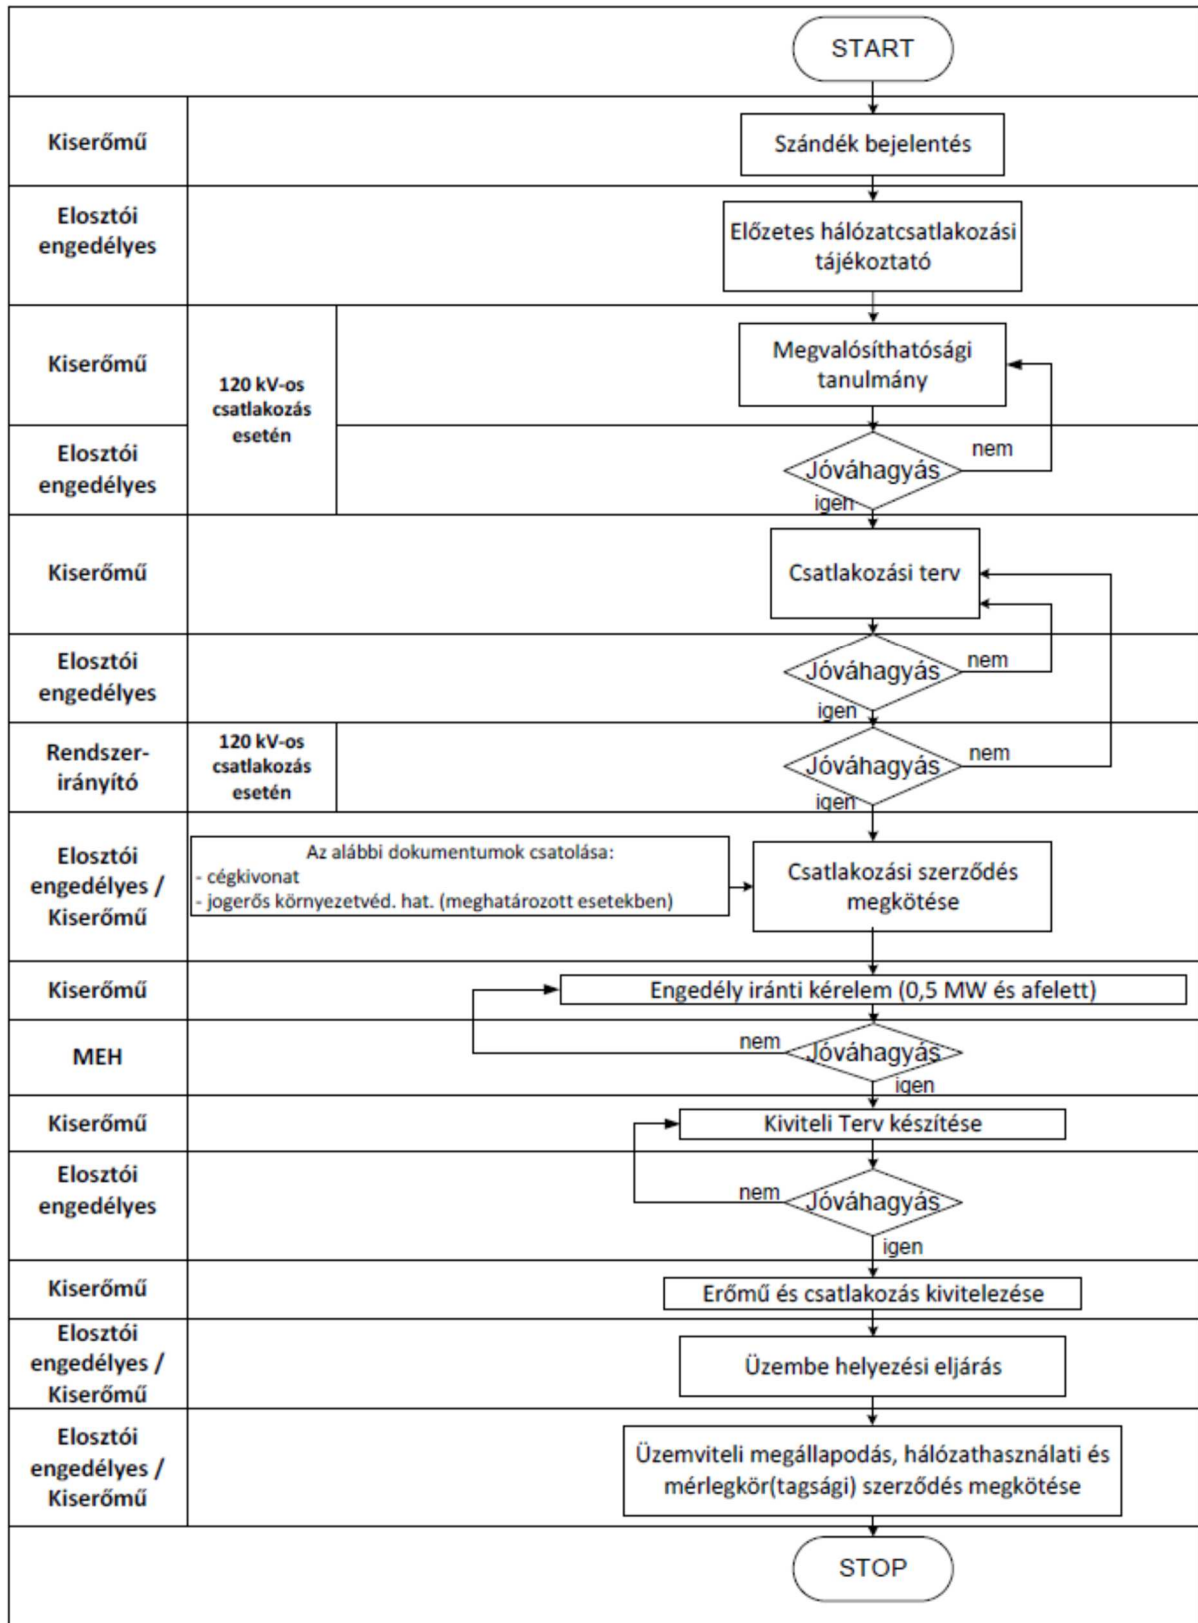 START
Kiserőmű
Szándék bejelentés
Elosztói
engedélyes
Előzetes hálózatcsatlakozási
tájékoztató
Kiserőmű
120 kV-os
csatlakozás
esetén
Megvalósíthatósági
tanulmány
Elosztói
engedélyes
Jóváhagyás
nem
igen
Kiserőmű
Csatlakozási terv
Elosztói
engedélyes
Jóváhagyás
nem
igen
Rendszer-
irányító
120 kV-os
csatlakozás
esetén
Jóváhagyás
nem
igen
Elosztói
engedélyes /
Kiserőmű
Az alábbi dokumentumok csatolása:
- cégkivonat
- jogerős környezetvéd. hat. (meghatározott esetekben)
Csatlakozási szerződés
megkötése
Kiserőmű
Engedély iránti kérelem (0,5 MW és afelett)
MEH
nem
Jóváhagyás
igen
Kiserőmű
Kiviteli Terv készítése
Elosztói
engedélyes
nem
Jóváhagyás
igen
Kiserőmű
Erőmű és csatlakozás kivitelezése
Elosztói
engedélyes /
Kiserőmű
Üzembe helyezési eljárás
Elosztói
engedélyes /
Kiserőmű
Üzemviteli megállapodás, hálózathasználati és
mérlegkör(tagsági) szerződés megkötése
STOP